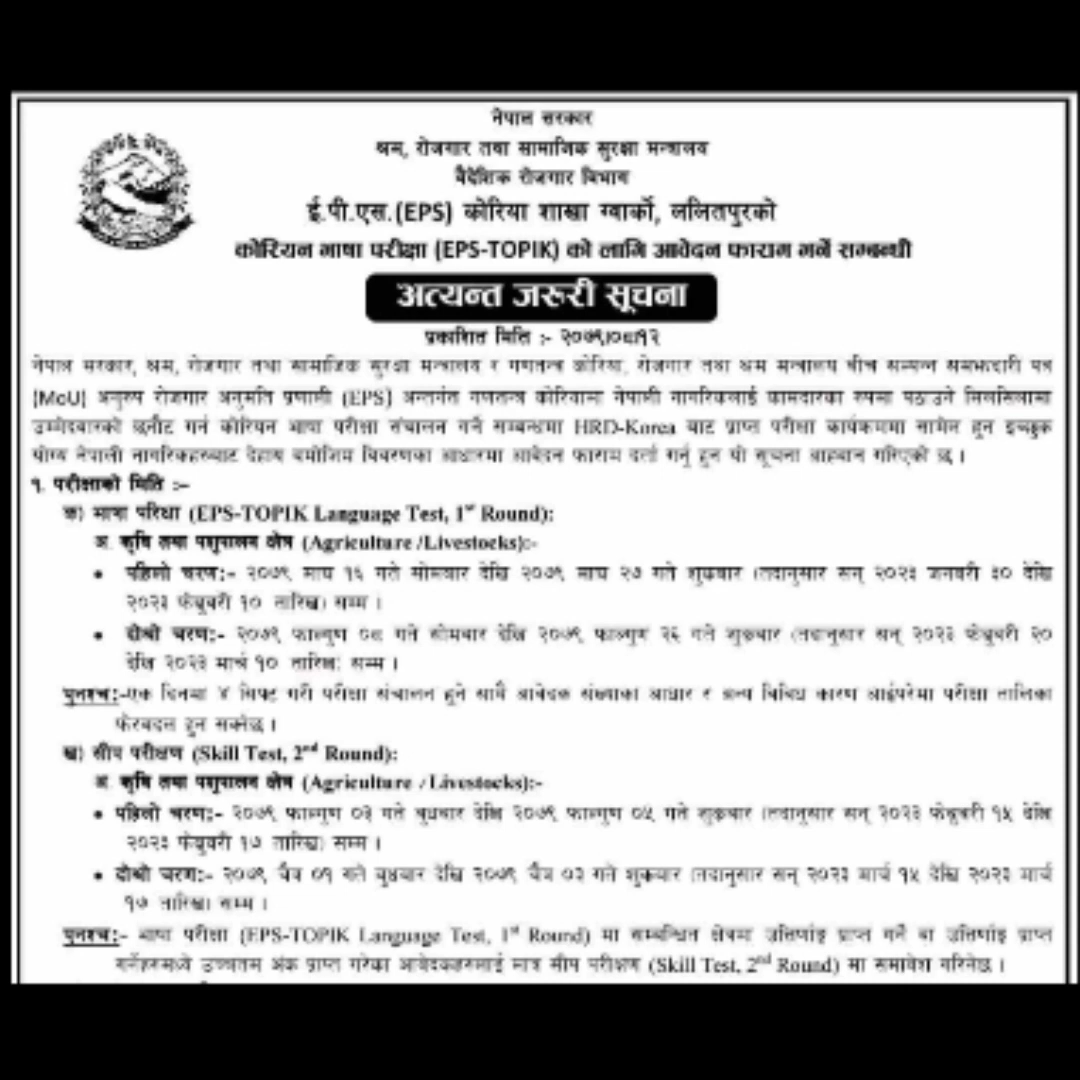 नेपाल सरकार
श्रम, रोजगार तथा सामाजिक सुरक्षा मन्त्रालय
वैदेशिक रोजगार विभाग
ई.पी.एस.(EPS) कोरिया शाखा ग्वार्को, ललितपुरको
कोरियन भाषा परीक्षा (EPS-TOPIK) को लागि आवेदन फाराम भर्ने सम्बन्धी
अत्यन्त जरुरी सूचना
प्रकाशित मिति :- २०७९।०८।१२
नेपाल सरकार, श्रम, रोजगार तथा सामाजिक सुरक्षा मन्त्रालय र गणतन्त्र कोरिया, रोजगार तथा श्रम मन्त्रालय बीच सम्पन्न समझदारी पत्र
(MoU) अनुरुप रोजगार अनुमति प्रणाली (EPS) अन्तर्गत गणतन्त्र कोरियामा नेपाली नागरिकलाई कामदारका रुपमा पठाउने सिलसिलामा
उम्मेदवारको छनौट गर्न कोरियन भाषा परीक्षा संचालन गर्ने सम्बन्धमा HRD-Korea बाट प्राप्त परीक्षा कार्यक्रममा सामेल हुन इच्छुक
योग्य नेपाली नागरिकहरुबाट देहाय बमोजिम विवरणका आधारमा आवेदन फाराम दर्ता गर्नु हुन यो सूचना आह्वान गरिएको छ ।
१. परीक्षाको मिति :-
क) भाषा परिक्षा (EPS-TOPIK Language Test, 1st Round):
अ. कृषि तथा पशुपालन क्षेत्र (Agriculture /Livestocks):-
• पहिलो चरण:- २०७९ माघ १६ गते सोमबार देखि २०७९ माघ २७ गते शुक्रबार (तदानुसार सन् २०२३ जनवरी ३० देखि
२०२३ फेब्रुवरी १० तारिख) सम्म ।
• दोश्रो चरण:- २०७९ फाल्गुण ०८ गते सोमबार देखि २०७९ फाल्गुण २६ गते शुक्रबार (तदानुसार सन् २०२३ फेब्रुवरी २०
देखि २०२३ मार्च १० तारिख) सम्म ।
पुनश्च:-एक दिनमा ४ सिफ्ट गरी परीक्षा संचालन हुने साथै आवेदक संख्याका आधार र अन्य विविध कारण आईपरेमा परीक्षा तालिका
फेरबदल हुन सक्नेछ ।
ख) सीप परीक्षण (Skill Test, 2nd Round):
अ. कृषि तथा पशुपालन क्षेत्र (Agriculture /Livestocks):-
• पहिलो चरण:- २०७९ फाल्गुण ०३ गते बुधबार देखि २०७९ फाल्गुण ०५ गते शुक्रबार (तदानुसार सन् २०२३ फेब्रुवरी १५ देखि
२०२३ फेब्रुवरी १७ तारिख) सम्म ।
• दोश्रो चरण:- २०७९ चैत्र ०१ गते बुधबार देखि २०७९ चैत्र ०३ गते शुक्रबार (तदानुसार सन् २०२३ मार्च १५ देखि २०२३ मार्च
१७ तारिख) सम्म ।
पुनश्च:- भाषा परीक्षा (EPS-TOPIK Language Test, 1st Round) मा सम्बन्धित क्षेत्रमा उत्तिर्णाङ्क प्राप्त गर्ने वा उत्तिर्णाङ्क प्राप्त
गर्नेहरुमध्ये उच्चतम अंक प्राप्त गरेका आवेदकहरुलाई मात्र सीप परीक्षण (Skill Test, 2nd Round) मा समावेश गरिनेछ ।